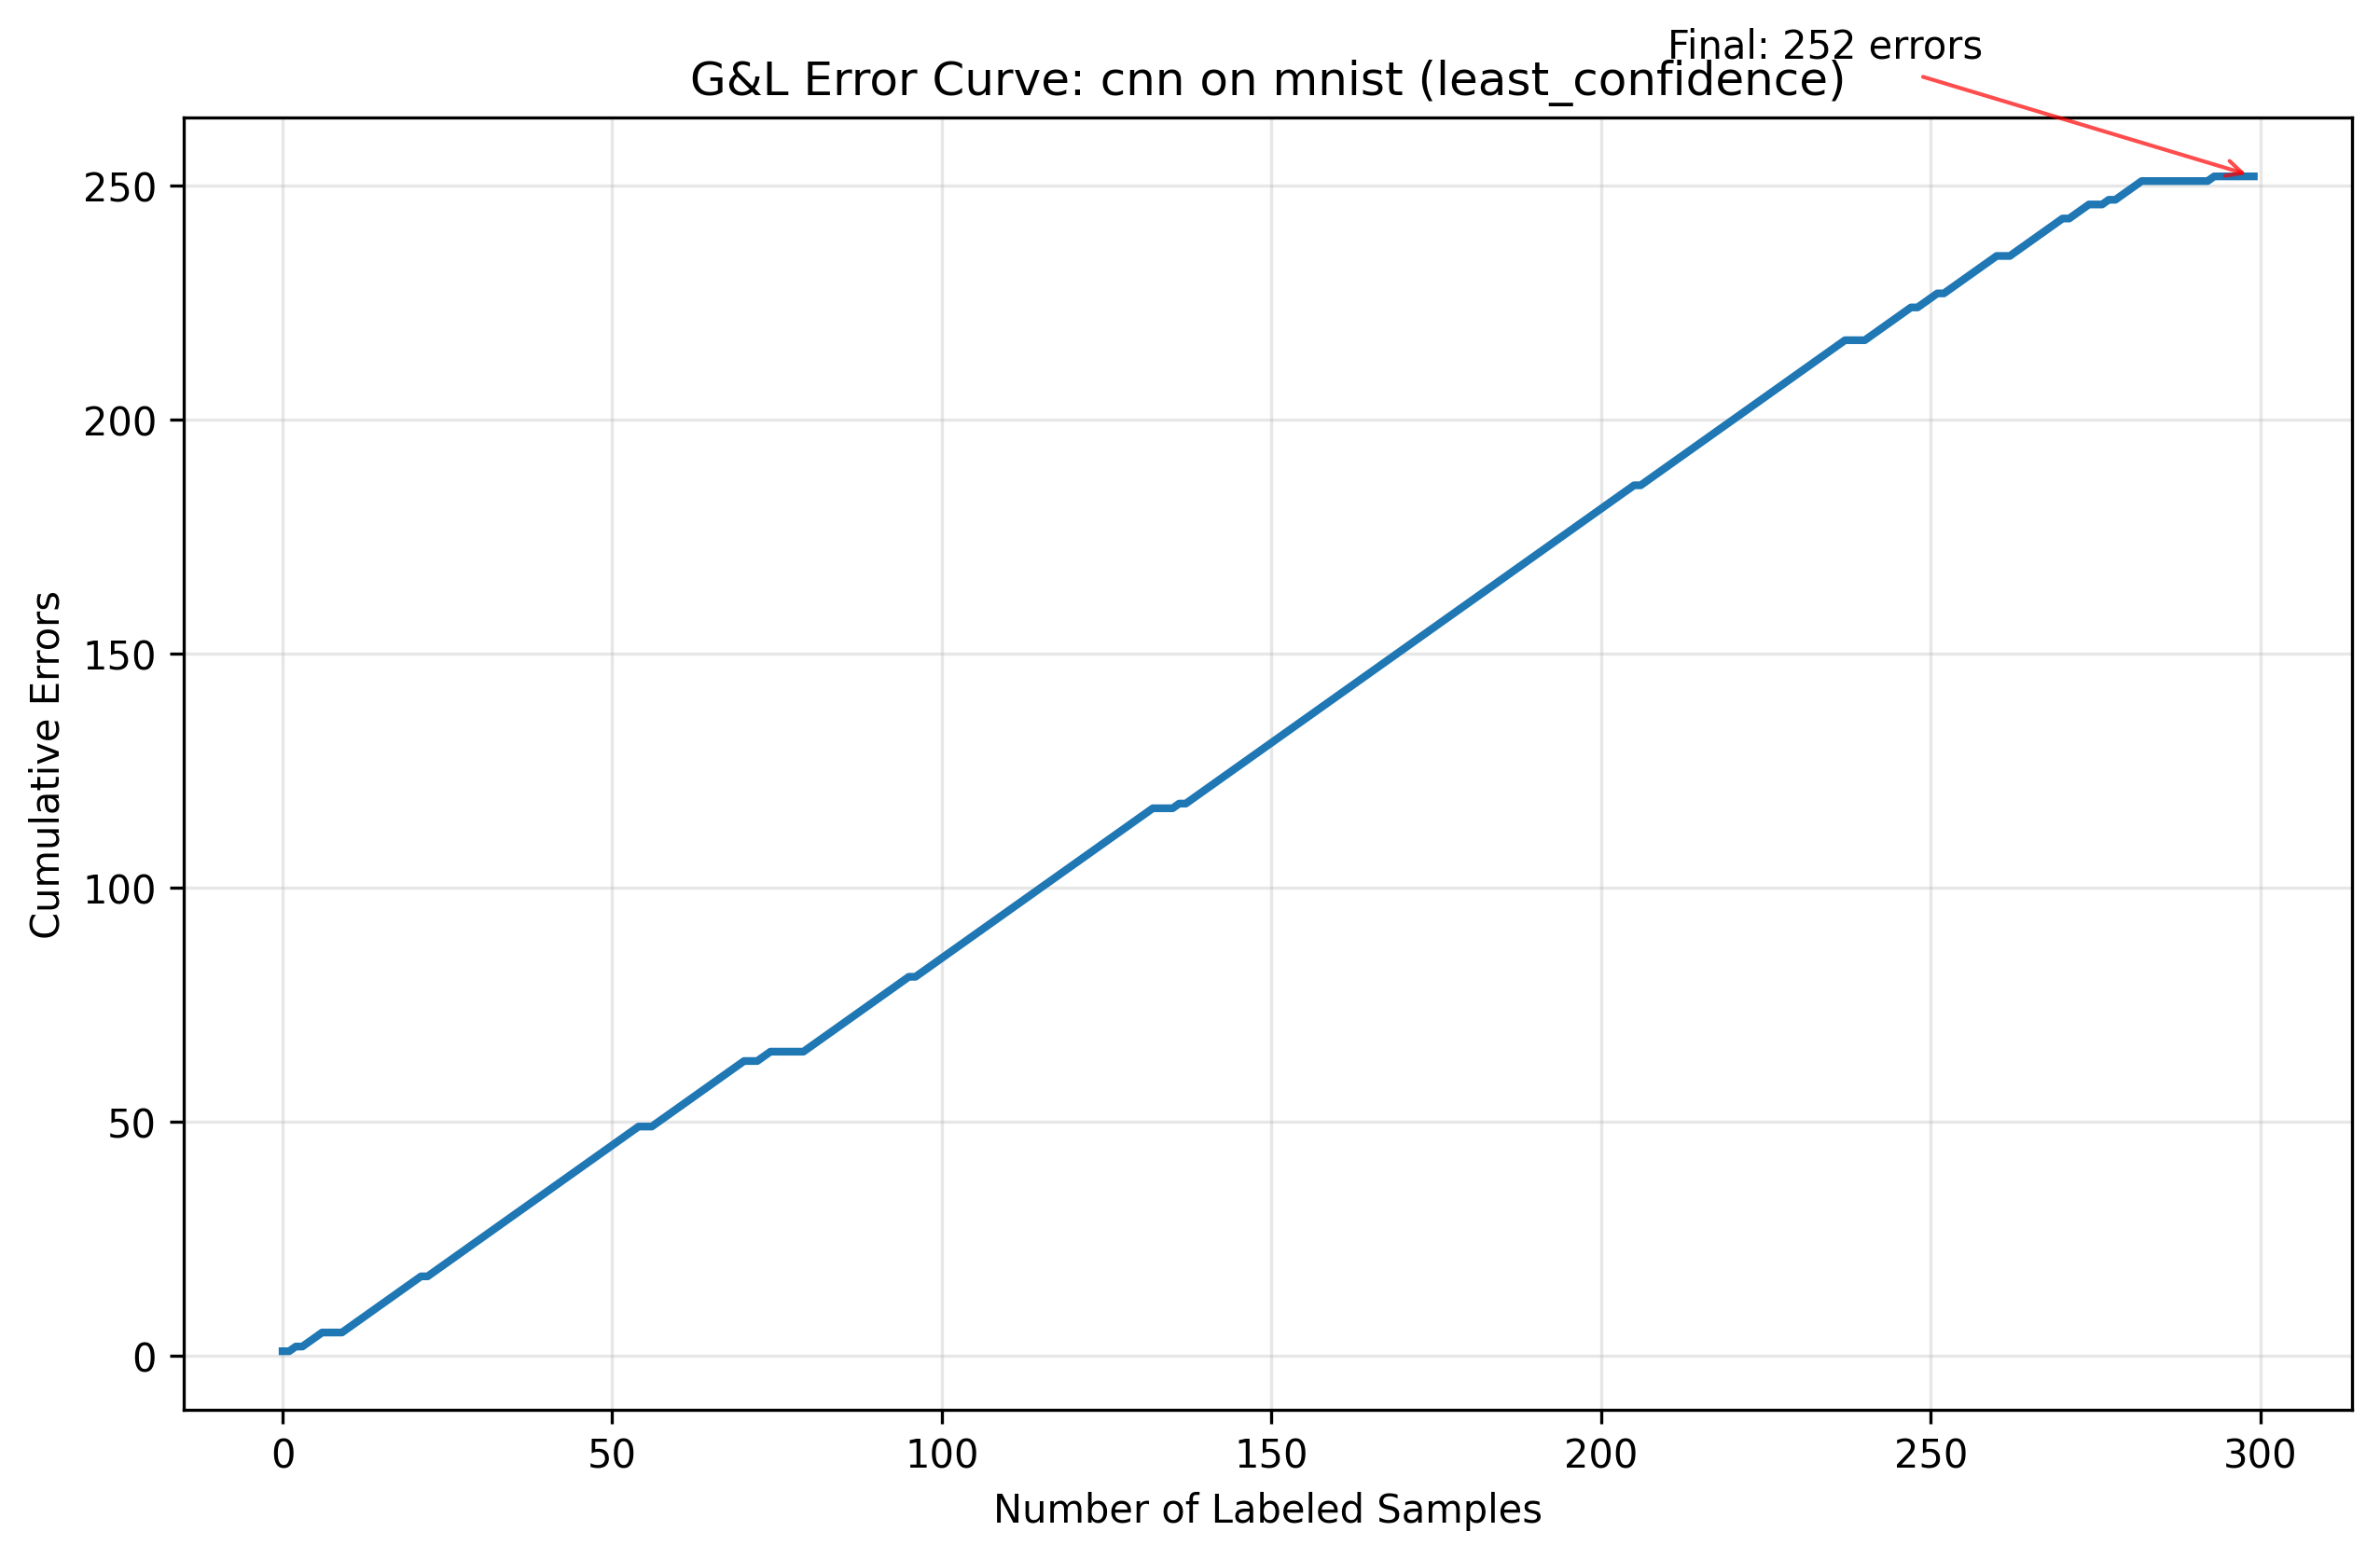 Final: 252 errors
G&L Error Curve: cnn on mnist (least_confidence)
250
200
150
100
50
0
Cumulative Errors
0 50 100 150 200 250 300
Number of Labeled Samples